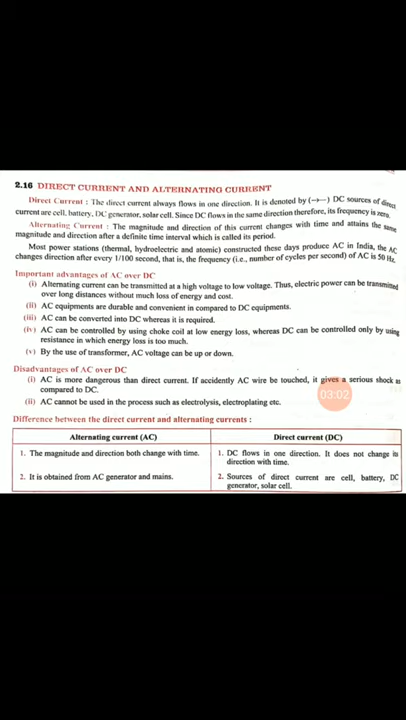 2.16 DIRECT CURRENT AND ALTERNATING CURRENT
Direct Current : The direct current always flows in one direction. It is denoted by (→–) DC sources of direct
current are cell, battery, DC generator, solar cell. Since DC flows in the same direction therefore, its frequency is zero.
Alternating Current : The magnitude and direction of this current changes with time and attains the same
magnitude and direction after a definite time interval which is called its period.
Most power stations (thermal, hydroelectric and atomic) constructed these days produce AC in India, the AC
changes direction after every 1/100 second, that is, the frequency (i.e., number of cycles per second) of AC is 50 Hz.
Important advantages of AC over DC
(i) Alternating current can be transmitted at a high voltage to low voltage. Thus, electric power can be transmitted
over long distances without much loss of energy and cost.
(ii) AC equipments are durable and convenient in compared to DC equipments.
(iii) AC can be converted into DC whereas it is required.
(iv) AC can be controlled by using choke coil at low energy loss, whereas DC can be controlled only by using
resistance in which energy loss is too much.
(v) By the use of transformer, AC voltage can be up or down.
Disadvantages of AC over DC
(i) AC is more dangerous than direct current. If accidently AC wire be touched, it gives a serious shock as
compared to DC.
03:02
(ii) AC cannot be used in the process such as electrolysis, electroplating etc.
Difference between the direct current and alternating currents :
Alternating current (AC) Direct current (DC)
1. The magnitude and direction both change with time. 1. DC flows in one direction. It does not change its
direction with time.
2. It is obtained from AC generator and mains. 2. Sources of direct current are cell, battery, DC
generator, solar cell.